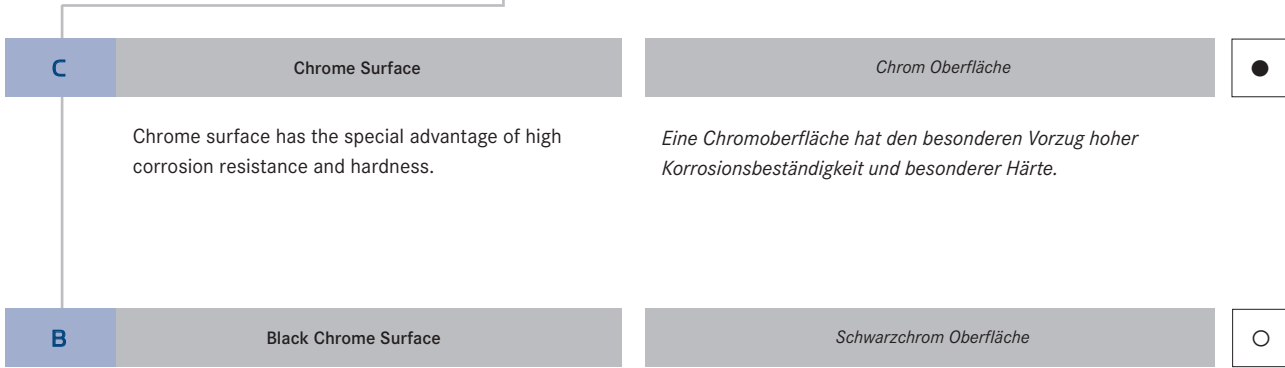 C
Chrome Surface
Chrom Oberfläche
Chrome surface has the special advantage of high
corrosion resistance and hardness.
Eine Chromoberfläche hat den besonderen Vorzug hoher
Korrosionsbeständigkeit und besonderer Härte.
B
Black Chrome Surface
Schwarzchrom Oberfläche